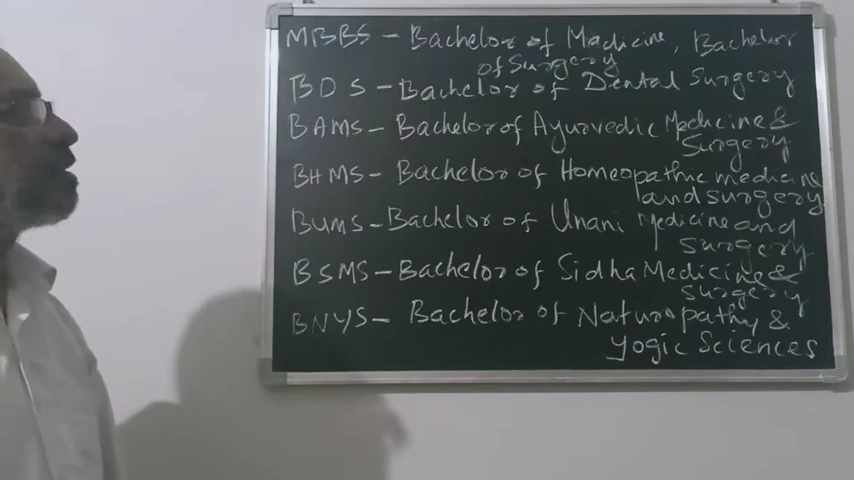 MBBS - Bachelor of Madicine, Bachelor
of Surgery
BDS - Bachelor of Dental Surgery
BAMS - Bachelor of Ayurvedic Medicine &
Surgery
BHMS - Bachelor of Homeopathic medicine
and surgery
BUMS - Bachelor of Unani Medicine and
surgery
BSMS - Bachelor of Sidha Medicine &
surgery
BNYS - Bachelor of Naturopathy &
yogic Sciences